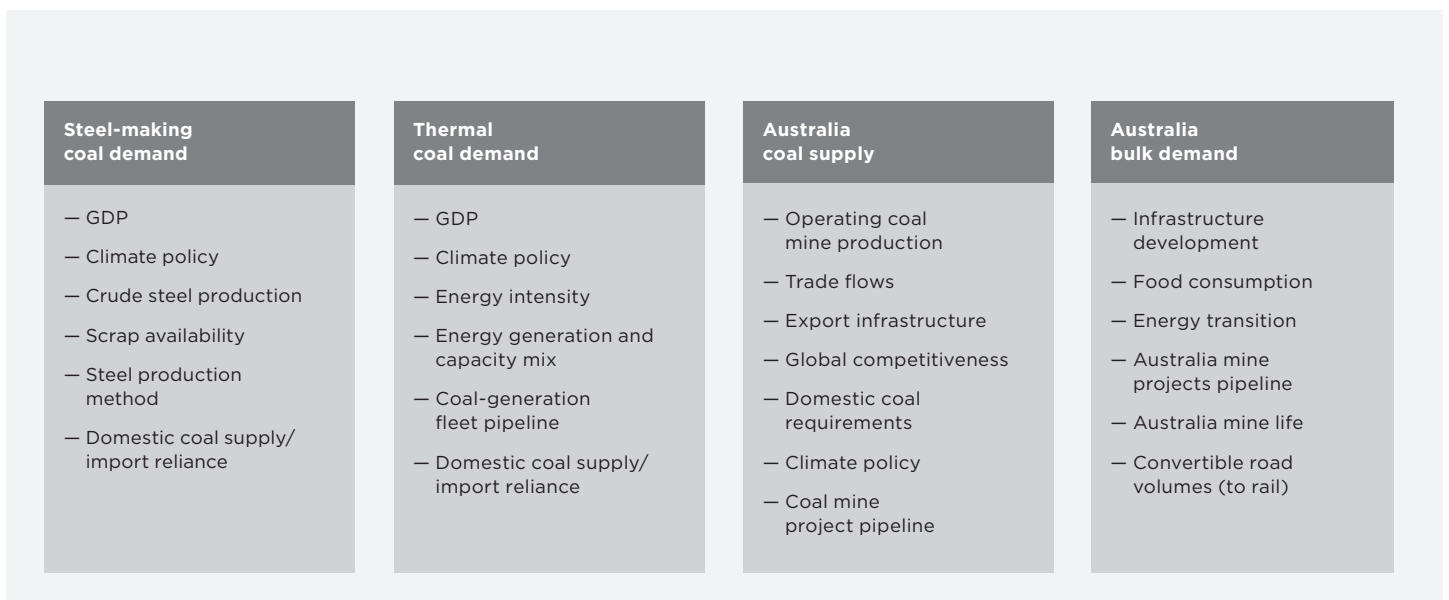 Steel-making
coal demand
— GDP
— Climate policy
— Crude steel production
— Scrap availability
— Steel production
method
— Domestic coal supply/
import reliance
Thermal
coal demand
— GDP
— Climate policy
— Energy intensity
— Energy generation and
capacity mix
— Coal-generation
fleet pipeline
— Domestic coal supply/
import reliance
Australia
coal supply
— Operating coal
mine production
— Trade flows
— Export infrastructure
— Global competitiveness
— Domestic coal
requirements
— Climate policy
— Coal mine
project pipeline
Australia
bulk demand
— Infrastructure
development
— Food consumption
— Energy transition
— Australia mine
projects pipeline
— Australia mine life
— Convertible road
volumes (to rail)